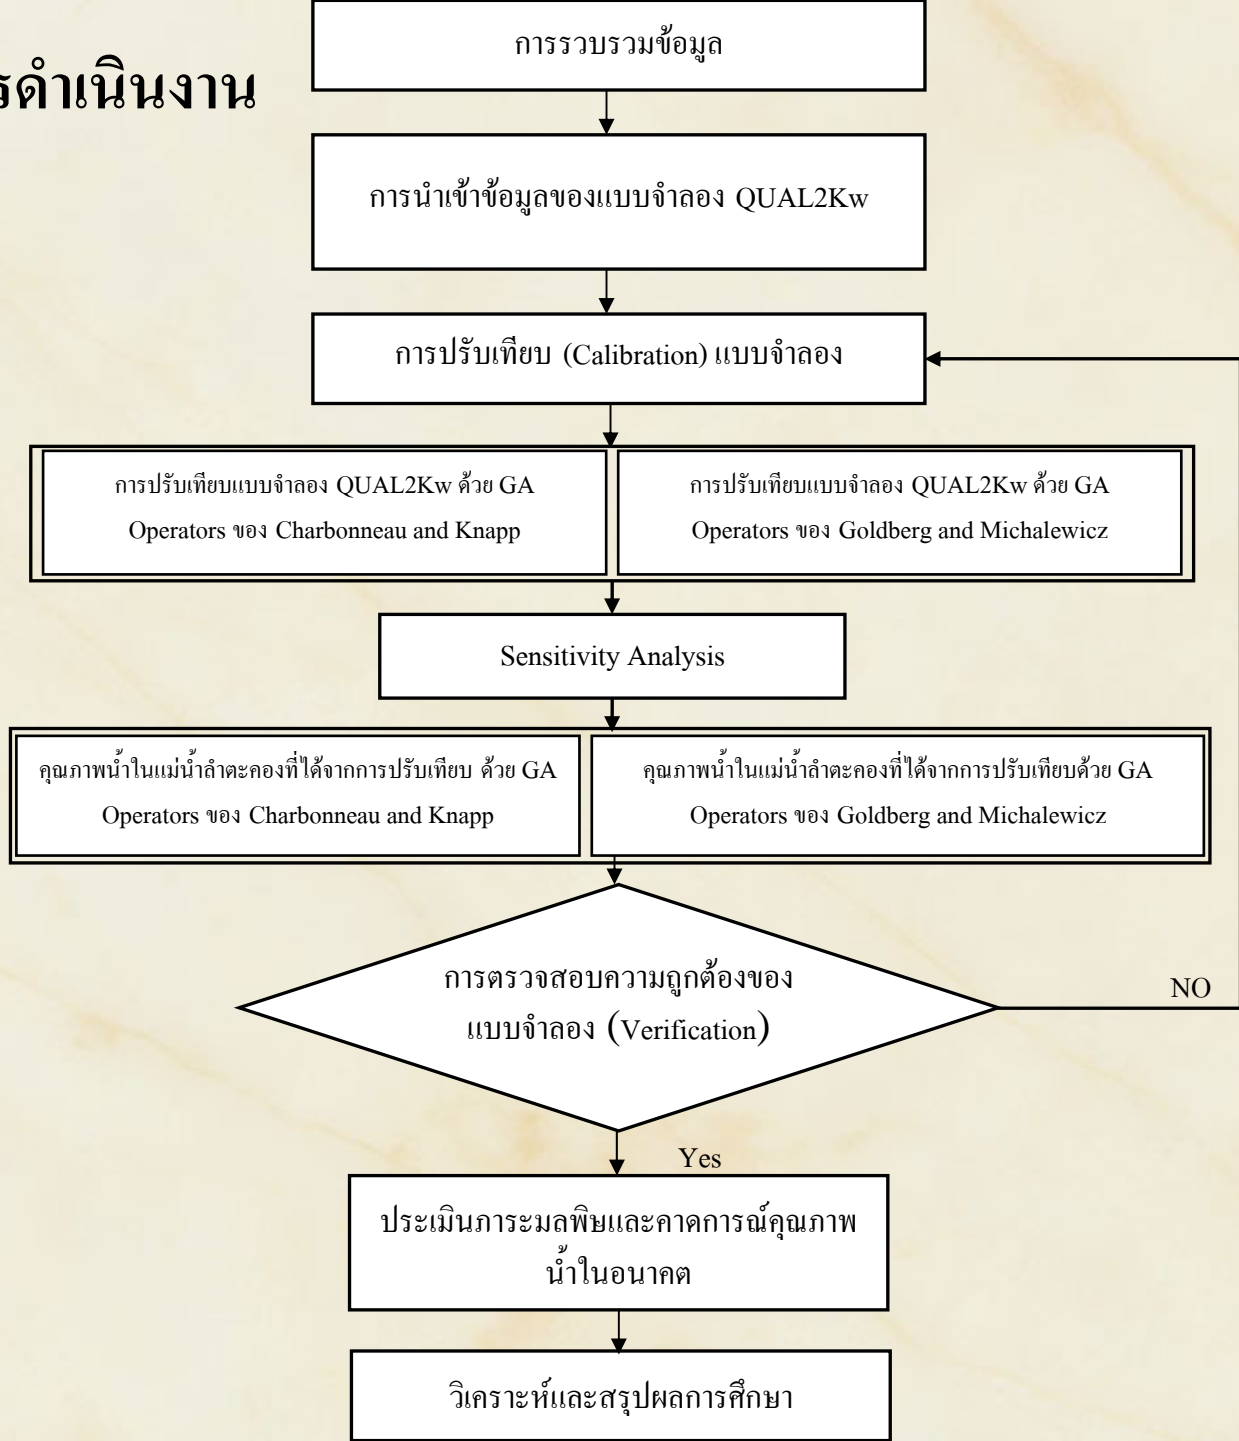 การรวบรวมข้อมูล
รดำเนินงาน
การนำเข้าข้อมูลของแบบจำลอง QUAL2Kw
การปรับเทียบ (Calibration) แบบจำลอง
การปรับเทียบแบบจำลอง QUAL2Kw ด้วย GA
Operators ของ Charbonneau and Knapp
การปรับเทียบแบบจำลอง QUAL2Kw ด้วย GA
Operators ของ Goldberg and Michalewicz
Sensitivity Analysis
คุณภาพน้ำในแม่น้ำลำตะคองที่ได้จากการปรับเทียบ ด้วย GA
Operators ของ Charbonneau and Knapp
คุณภาพน้ำในแม่น้ำลำตะคองที่ได้จากการปรับเทียบด้วย GA
Operators ของ Goldberg and Michalewicz
การตรวจสอบความถูกต้องของ
แบบจำลอง (Verification)
NO
Yes
ประเมินภาระมลพิษและคาดการณ์คุณภาพ
น้ำในอนาคต
วิเคราะห์และสรุปผลการศึกษา